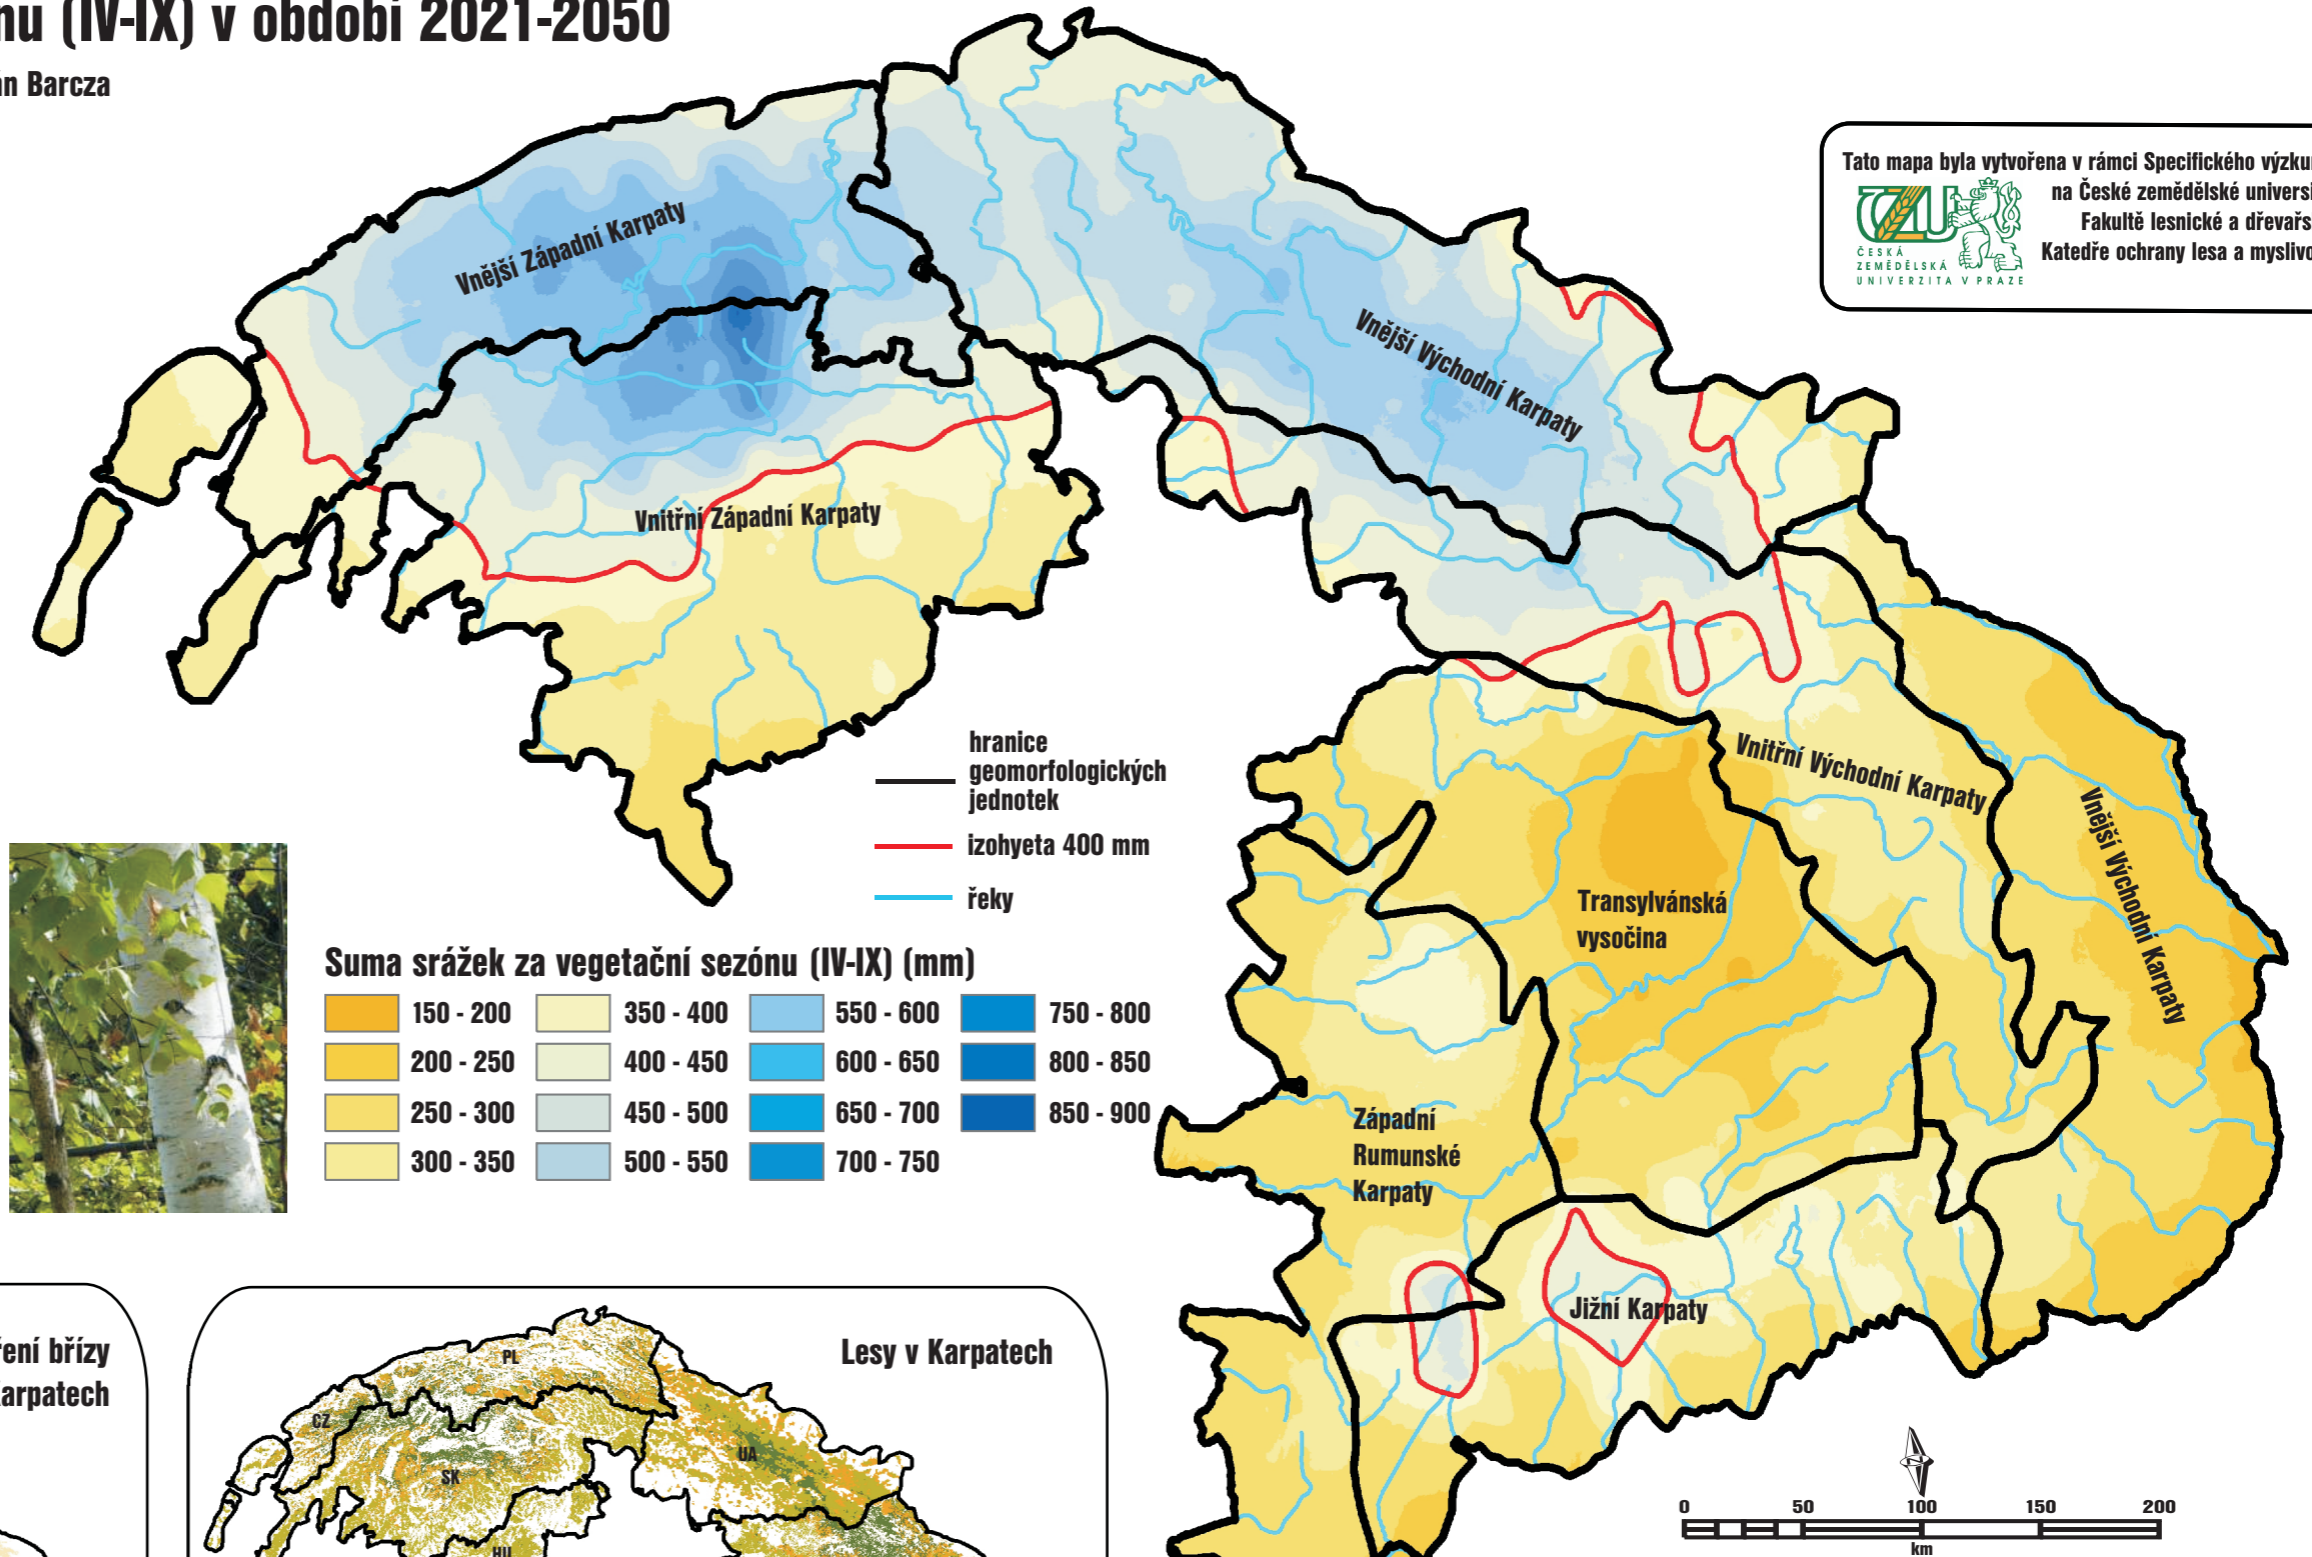 nu (IV-IX) v období 2021-2050
án Barcza
Tato mapa byla vytvořena v rámci Specifického
na České zemědělské
Fakultě lesnické a
Katedře ochrany lesa a
ČZU
ČESKÁ
ZEMĚDĚLSKÁ
UNIVERZITA V PRAZE
Vnější Západní Karpaty
Vnější Východní Karpaty
Vnitřní Západní Karpaty
Vnitřní Východní Karpaty
Vnější Východní Karpaty
Transylvánská
vysočina
Západní
Rumunské
Karpaty
Jižní Karpaty
hranice
geomorfologických
jednotek
izohyeta 400 mm
řeky
Suma srážek za vegetační sezónu (IV-IX) (mm)
150 - 200
200 - 250
250 - 300
300 - 350
350 - 400
400 - 450
450 - 500
500 - 550
550 - 600
600 - 650
650 - 700
700 - 750
750 - 800
800 - 850
850 - 900
ření břízy
Karpatech
Lesy v Karpatech
PL
CZ
SK
UA
HU
0 50 100 150 200
km